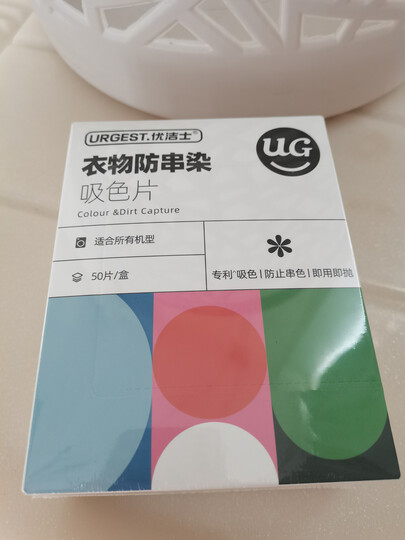 URGEST.优洁士®
UG
衣物防串染
吸色片
Colour &Dirt Capture
适合所有机型
50片/盒
专利*吸色|防止串色|即用即抛